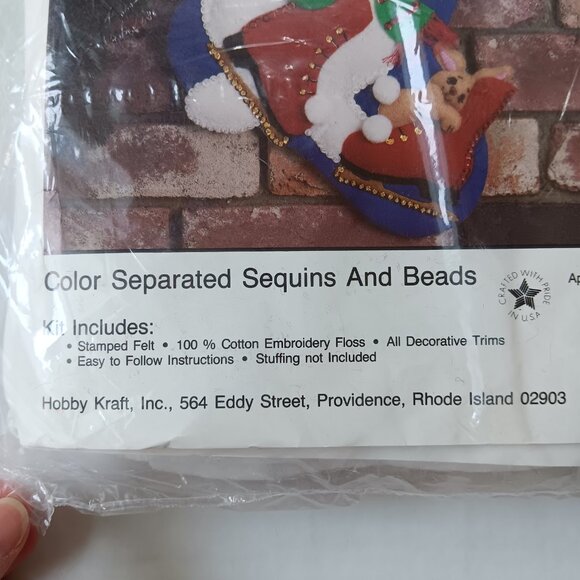 Color Separated Sequins And Beads
CRAFTED WITH PRIDE
IN U.S.A.
Ap
Kit Includes:
• Stamped Felt • 100 % Cotton Embroidery Floss • All Decorative Trims
• Easy to Follow Instructions • Stuffing not Included
Hobby Kraft, Inc., 564 Eddy Street, Providence, Rhode Island 02903